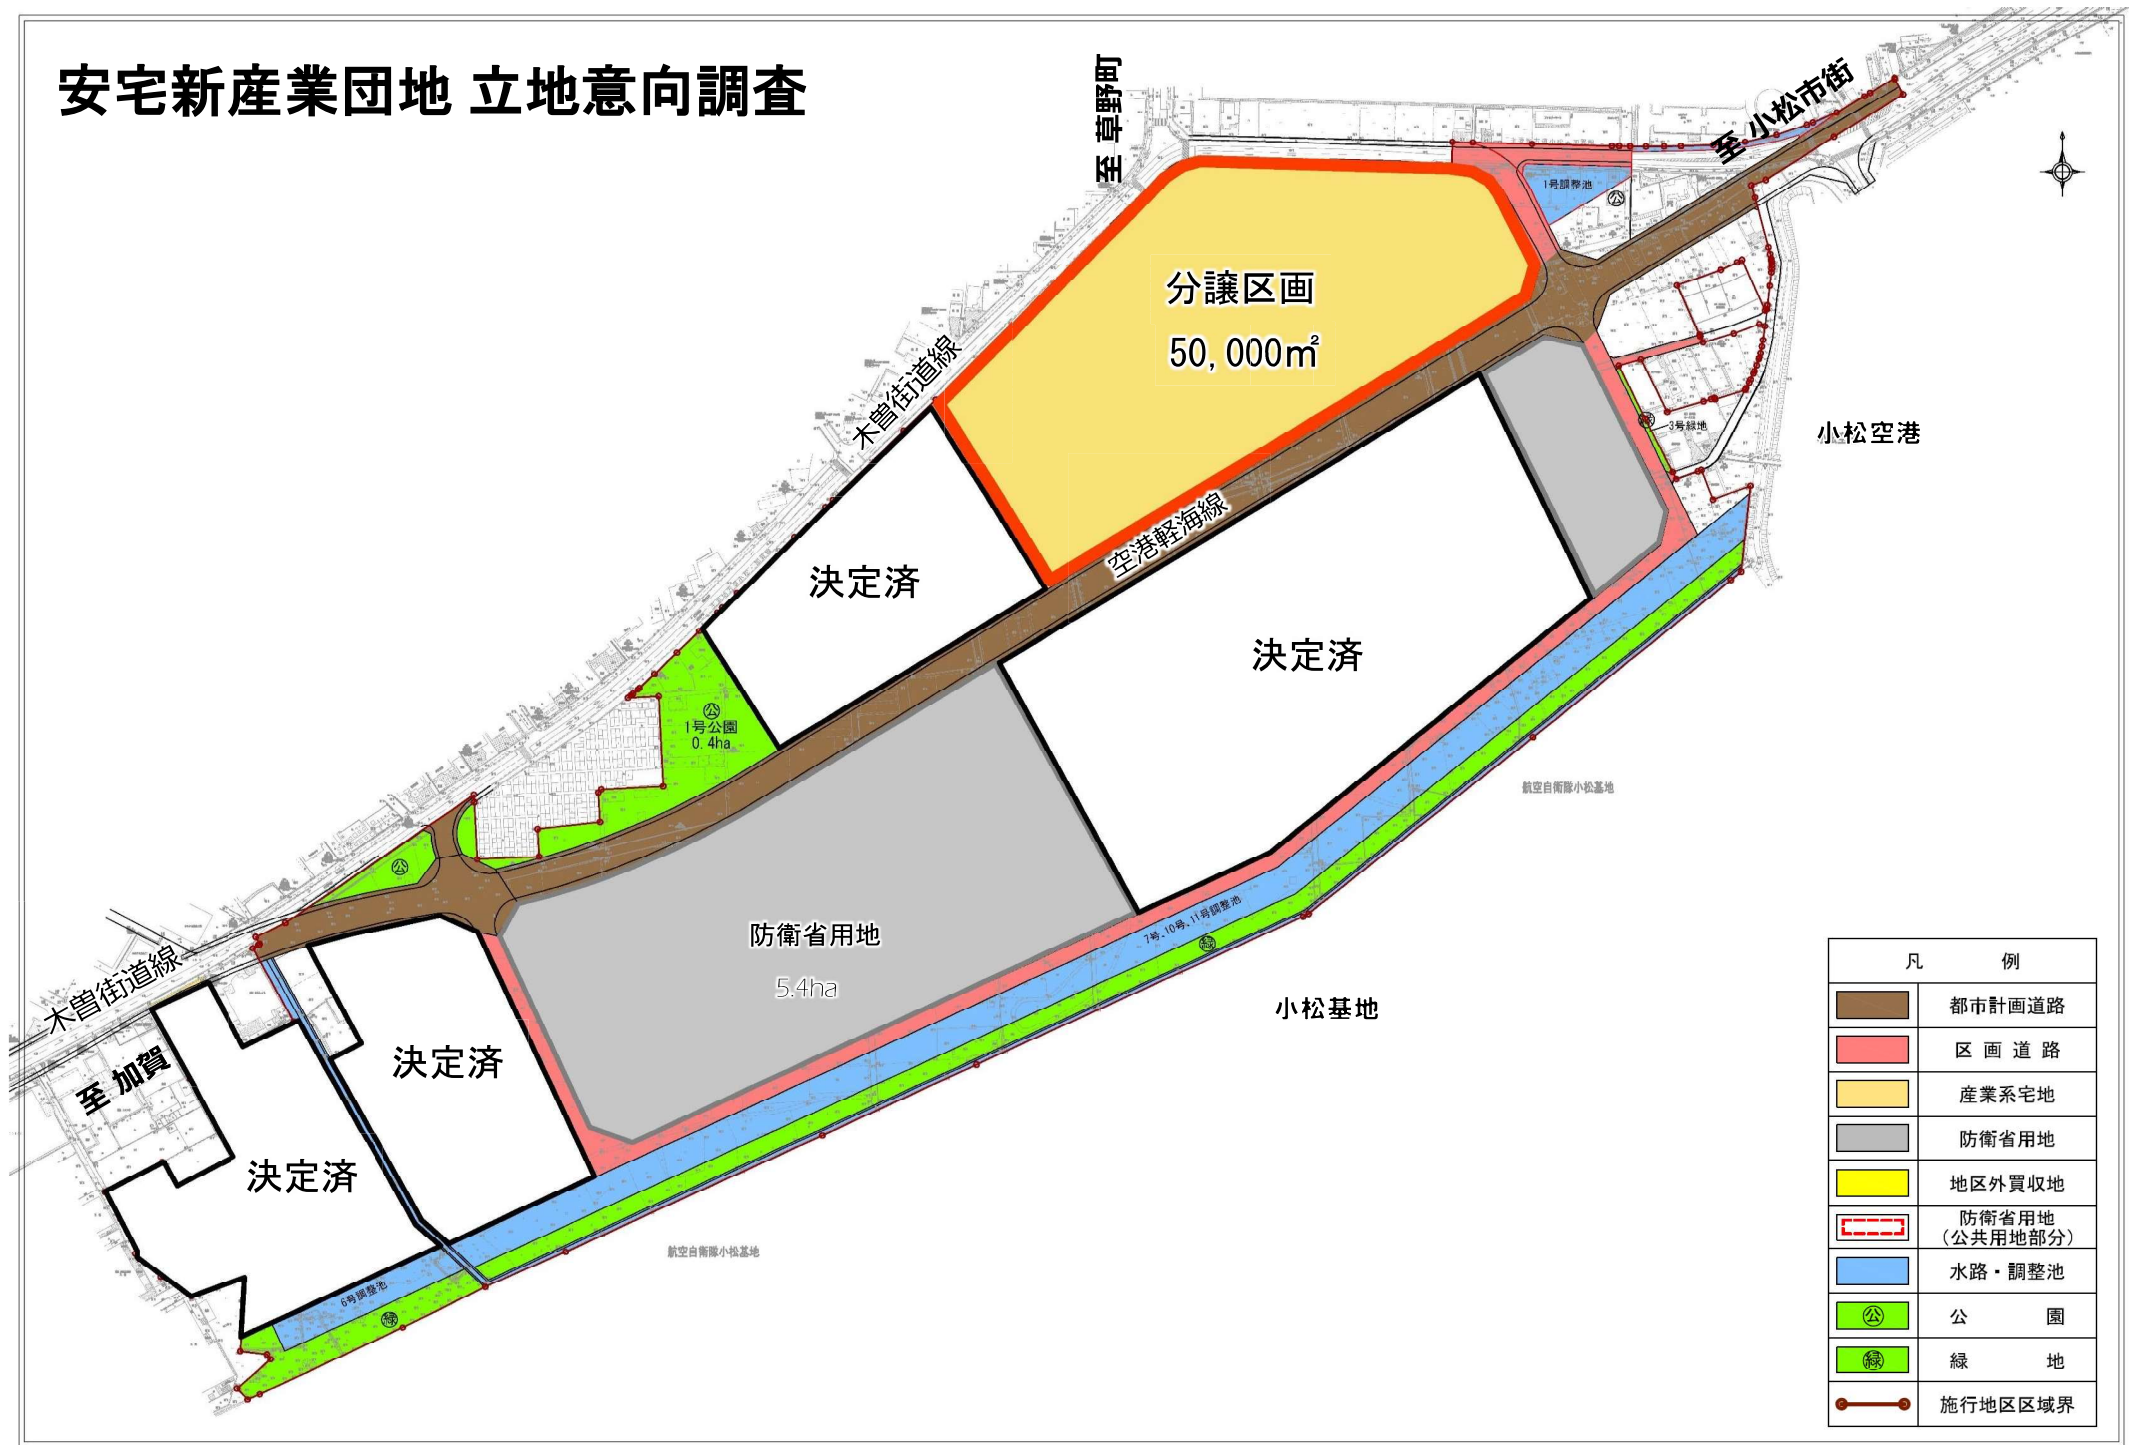 安宅新産業団地 立地意向調査
至 草野町
至 小松市街
1号調整池
公
分譲区画
50,000㎡
木曽街道線
3号緑地
小松空港
空港軽海線
決定済
決定済
公
1号公園
0.4ha
航空自衛隊小松基地
公
防衛省用地
5.4ha
7号、10号、11号調整池
緑
小松基地
木曽街道線
至 加賀
決定済
決定済
航空自衛隊小松基地
6号調整池
緑
凡 例
都市計画道路
区画道路
産業系宅地
防衛省用地
地区外買収地
防衛省用地
（公共用地部分）
水路・調整池
公 公園
緑 緑地
施行地区区域界